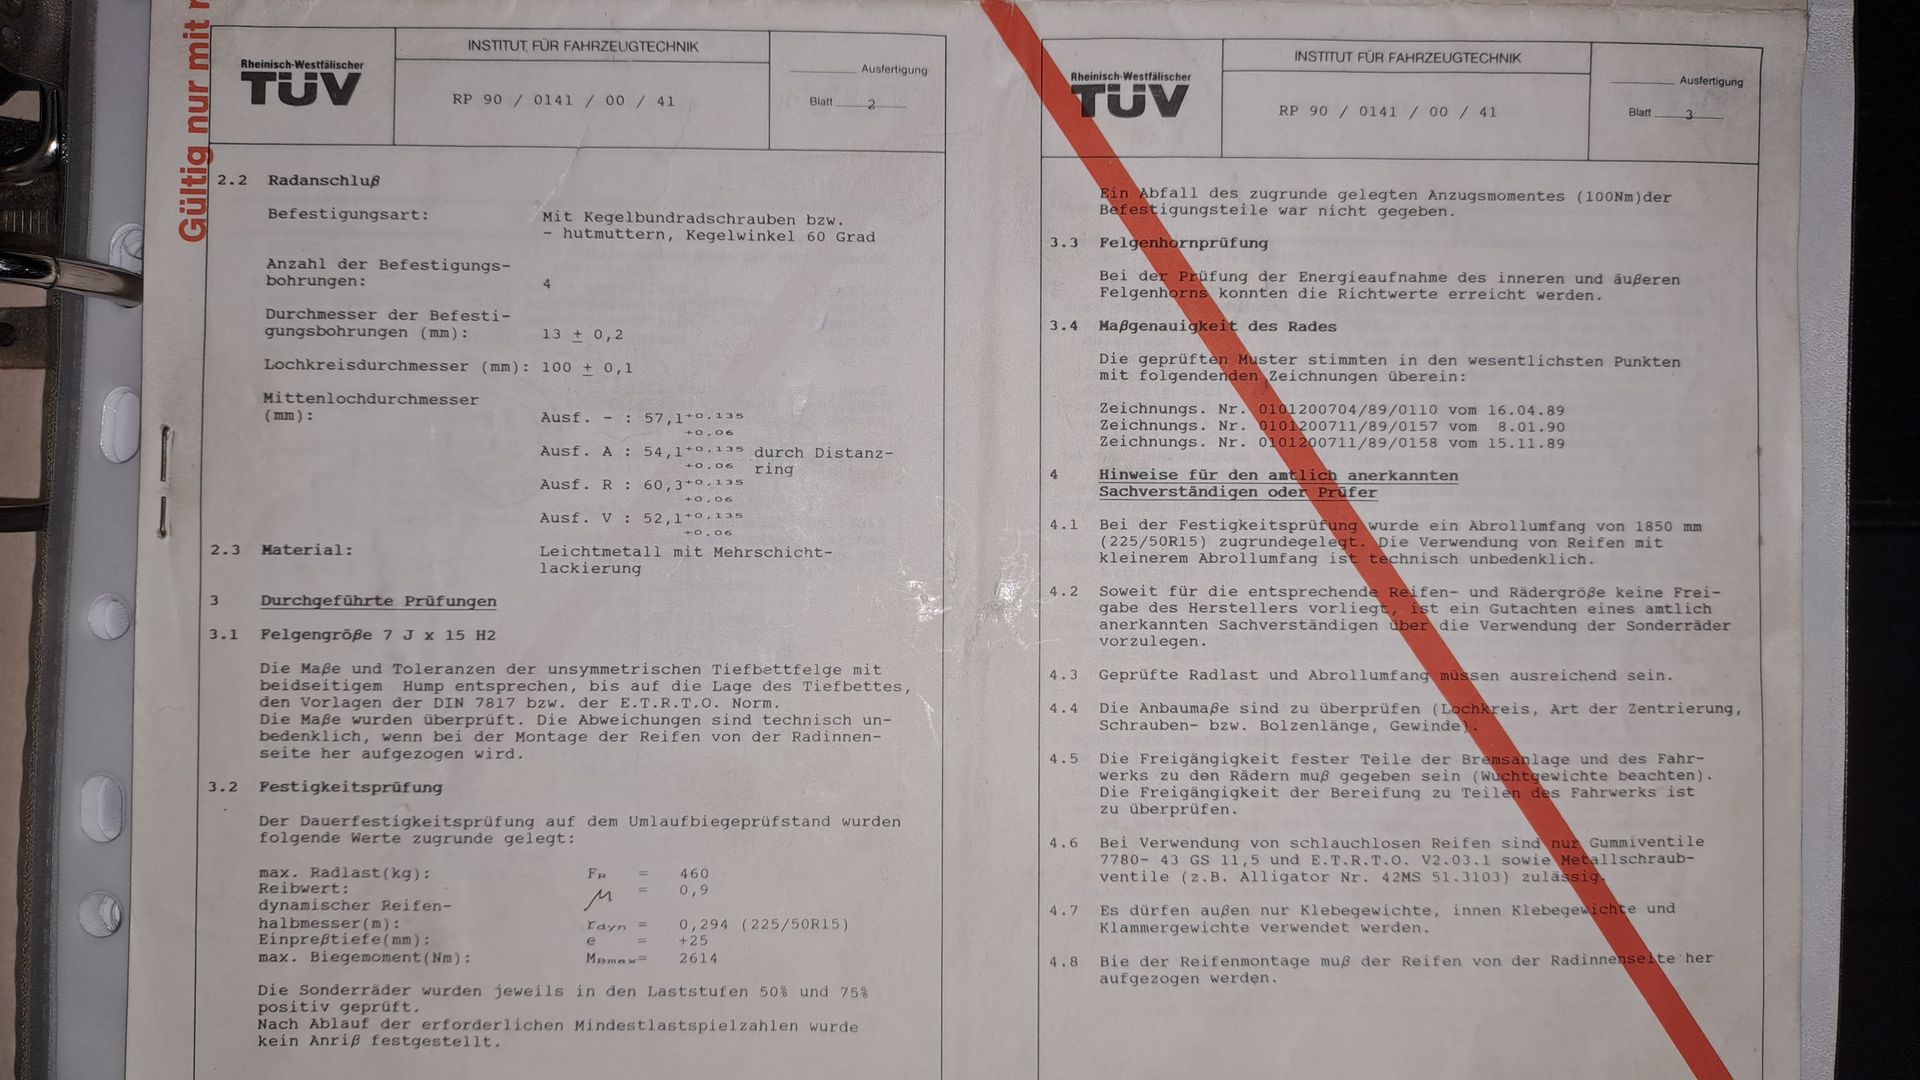 Gültig nur mit r
Rheinisch-Westfälischer
TÜV
INSTITUT FÜR FAHRZEUGTECHNIK
RP 90 / 0141 / 00 / 41
Ausfertigung
Blatt 2
2.2 Radanschluß
Befestigungsart: Mit Kegelbundradschrauben bzw.
- hutmuttern, Kegelwinkel 60 Grad
Anzahl der Befestigungs-
bohrungen: 4
Durchmesser der Befesti-
gungsbohrungen (mm): 13 ± 0,2
Lochkreisdurchmesser (mm): 100 ± 0,1
Mittenlochdurchmesser
(mm): Ausf. - : 57,1+0,135
+0,06
Ausf. A : 54,1+0,135 durch Distanz-
+0,06 ring
Ausf. R : 60,3+0,135
+0,06
Ausf. V : 52,1+0,135
+0,06
2.3 Material: Leichtmetall mit Mehrschicht-
lackierung
3 Durchgeführte Prüfungen
3.1 Felgengröße 7 J x 15 H2
Die Maße und Toleranzen der unsymmetrischen Tiefbettfelge mit
beidseitigem Hump entsprechen, bis auf die Lage des Tiefbettes,
den Vorlagen der DIN 7817 bzw. der E.T.R.T.O. Norm.
Die Maße wurden überprüft. Die Abweichungen sind technisch un-
bedenklich, wenn bei der Montage der Reifen von der Radinnen-
seite her aufgezogen wird.
3.2 Festigkeitsprüfung
Der Dauerfestigkeitsprüfung auf dem Umlaufbiegeprüfstand wurden
folgende Werte zugrunde gelegt:
max. Radlast(kg): FR = 460
Reibwert: μ = 0,9
dynamischer Reifen-
halbmesser(m): rdyn = 0,294 (225/50R15)
Einpreßtiefe(mm): e = +25
max. Biegemoment(Nm): MBmax= 2614
Die Sonderräder wurden jeweils in den Laststufen 50% und 75%
positiv geprüft.
Nach Ablauf der erforderlichen Mindestlastspielzahlen wurde
kein Anriß festgestellt.
Rheinisch-Westfälischer
TÜV
INSTITUT FÜR FAHRZEUGTECHNIK
RP 90 / 0141 / 00 / 41
Ausfertigung
Blatt 3
Ein Abfall des zugrunde gelegten Anzugsmomentes (100Nm)der
Befestigungsteile war nicht gegeben.
3.3 Felgenhornprüfung
Bei der Prüfung der Energieaufnahme des inneren und äußeren
Felgenhorns konnten die Richtwerte erreicht werden.
3.4 Maßgenauigkeit des Rades
Die geprüften Muster stimmten in den wesentlichsten Punkten
mit folgendenden Zeichnungen überein:
Zeichnungs. Nr. 0101200704/89/0110 vom 16.04.89
Zeichnungs. Nr. 0101200711/89/0157 vom 8.01.90
Zeichnungs. Nr. 0101200711/89/0158 vom 15.11.89
4 Hinweise für den amtlich anerkannten
Sachverständigen oder Prüfer
4.1 Bei der Festigkeitsprüfung wurde ein Abrollumfang von 1850 mm
(225/50R15) zugrundegelegt. Die Verwendung von Reifen mit
kleinerem Abrollumfang ist technisch unbedenklich.
4.2 Soweit für die entsprechende Reifen- und Rädergröße keine Frei-
gabe des Herstellers vorliegt, ist ein Gutachten eines amtlich
anerkannten Sachverständigen über die Verwendung der Sonderräder
vorzulegen.
4.3 Geprüfte Radlast und Abrollumfang müssen ausreichend sein.
4.4 Die Anbaumaße sind zu überprüfen (Lochkreis, Art der Zentrierung,
Schrauben- bzw. Bolzenlänge, Gewinde).
4.5 Die Freigängigkeit fester Teile der Bremsanlage und des Fahr-
werks zu den Rädern muß gegeben sein (Wuchtgewichte beachten).
Die Freigängigkeit der Bereifung zu Teilen des Fahrwerks ist
zu überprüfen.
4.6 Bei Verwendung von schlauchlosen Reifen sind nur Gummiventile
7780- 43 GS 11,5 und E.T.R.T.O. V2.03.1 sowie Metallschraub-
ventile (z.B. Alligator Nr. 42MS 51.3103) zulässig.
4.7 Es dürfen außen nur Klebegewichte, innen Klebegewichte und
Klammergewichte verwendet werden.
4.8 Bie der Reifenmontage muß der Reifen von der Radinnenseite her
aufgezogen werden.